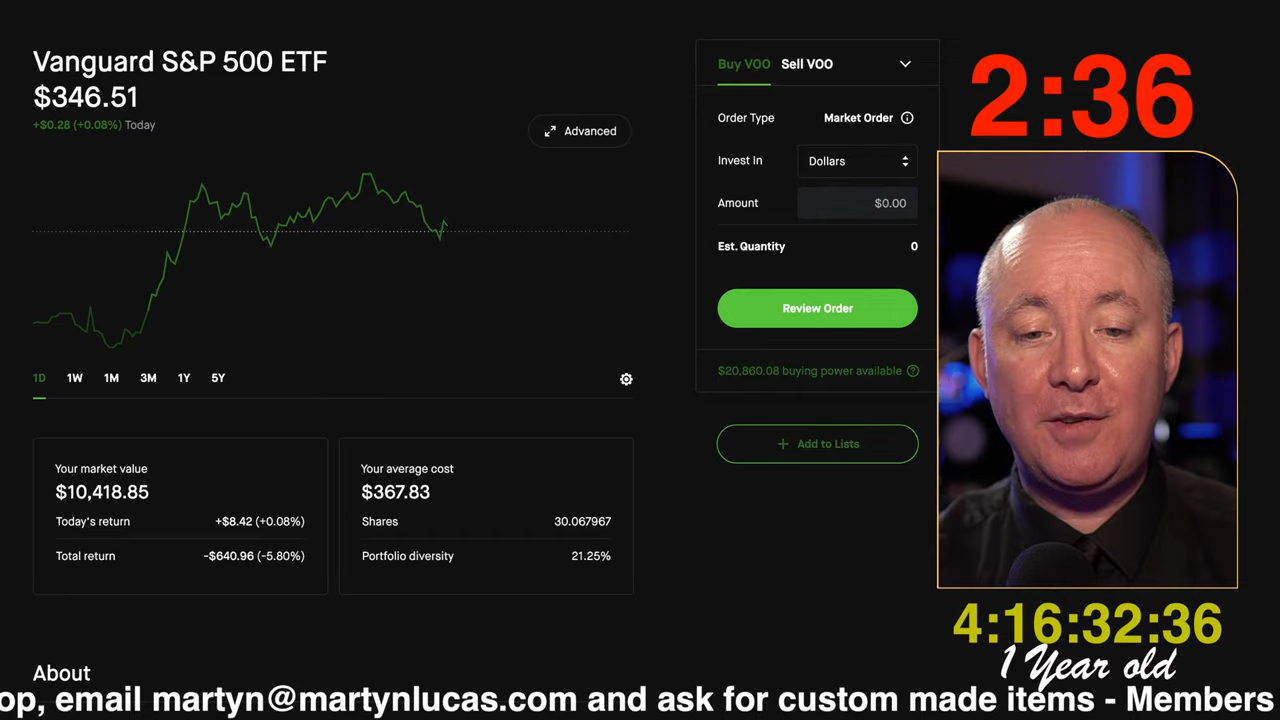 Vanguard S&P 500 ETF
$346.51
+$0.28 (+0.08%) Today
Advanced
1D 1W 1M 3M 1Y 5Y
Your market value
$10,418.85
Today's return +$8.42 (+0.08%)
Total return -$640.96 (-5.80%)
Your average cost
$367.83
Shares 30.067967
Portfolio diversity 21.25%
About
Buy VOO Sell VOO
Order Type Market Order
Invest In Dollars
Amount $0.00
Est. Quantity 0
Review Order
$20,860.08 buying power available
Add to Lists
2:36
4:16:32:36
1 Year old
op, email martyn@martynlucas.com and ask for custom made items - Members